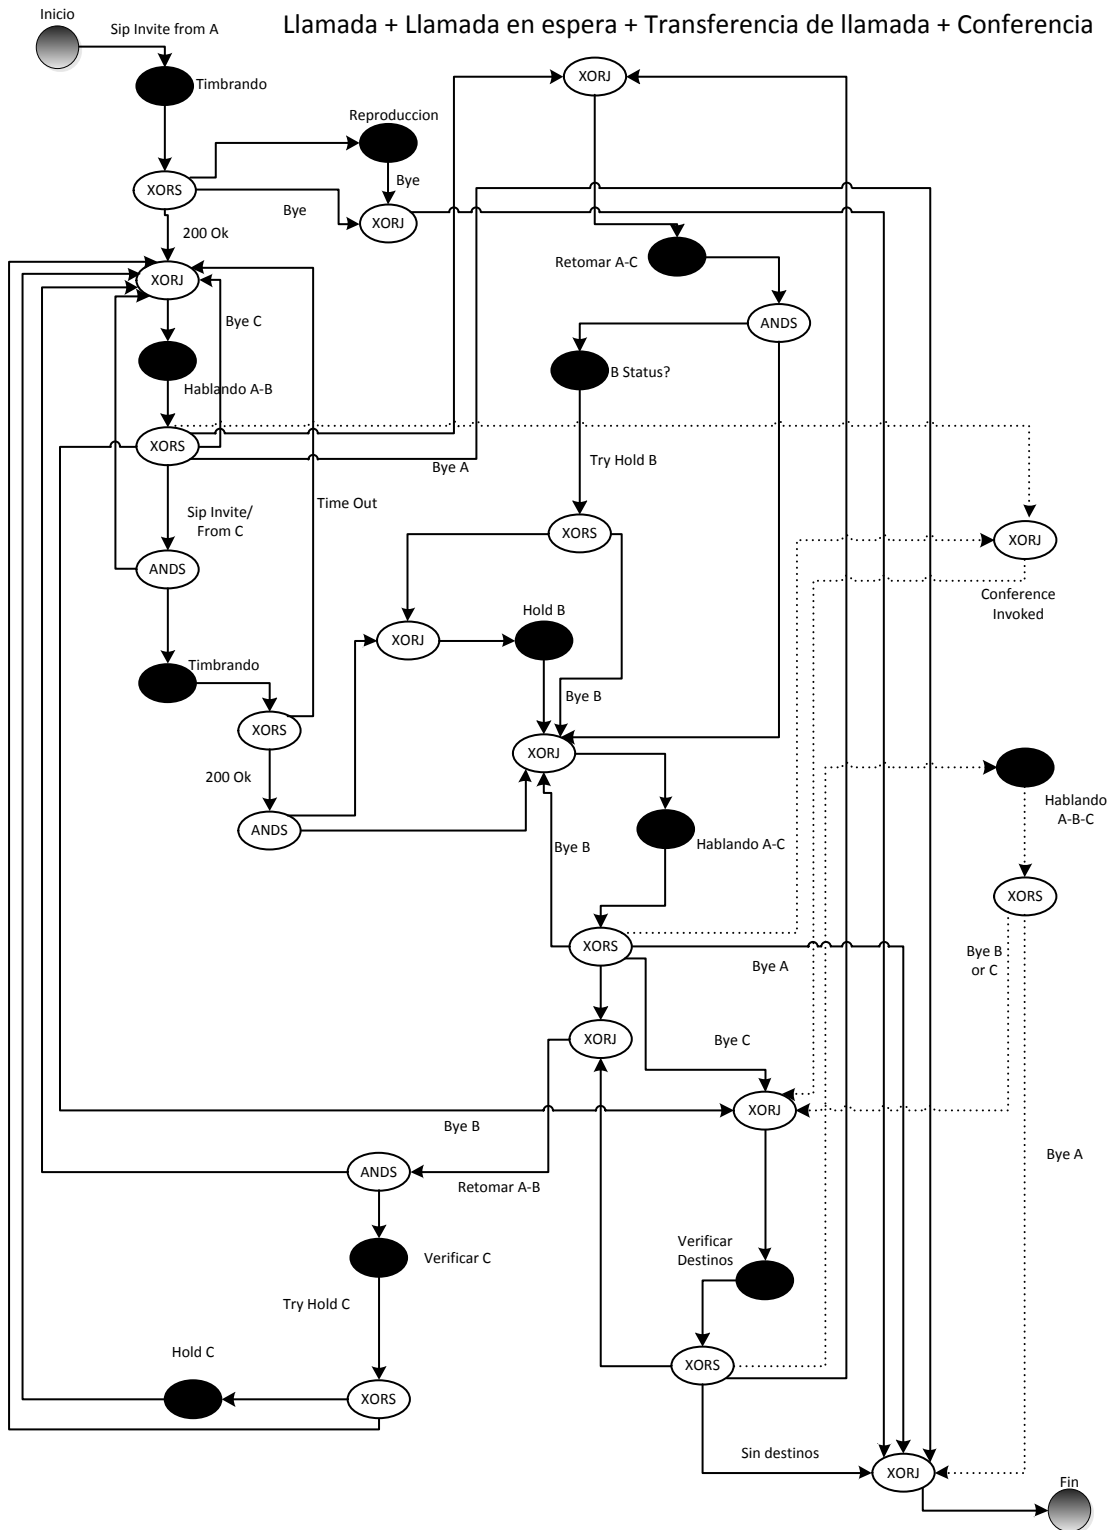 Inicio
Sip Invite from A
Llamada + Llamada en espera + Transferencia de llamada + Conferencia
Timbrando
XORJ
Reproduccion
Bye
XORS
Bye
XORJ
200 Ok
Retomar A-C
XORJ
Bye C
ANDS
B Status?
Hablando A-B
XORS
Bye A
Try Hold B
Sip Invite/
From C
Time Out
XORS
XORJ
ANDS
Conference
Invoked
Hold B
XORJ
Timbrando
Bye B
XORS
XORJ
200 Ok
Hablando
A-B-C
ANDS
Bye B
Hablando A-C
XORS
XORS
Bye A
Bye B
or C
XORJ
Bye C
XORJ
Bye B
Bye A
ANDS
Retomar A-B
Verificar
Destinos
Verificar C
Try Hold C
Hold C
XORS
XORS
Sin destinos
XORJ
Fin